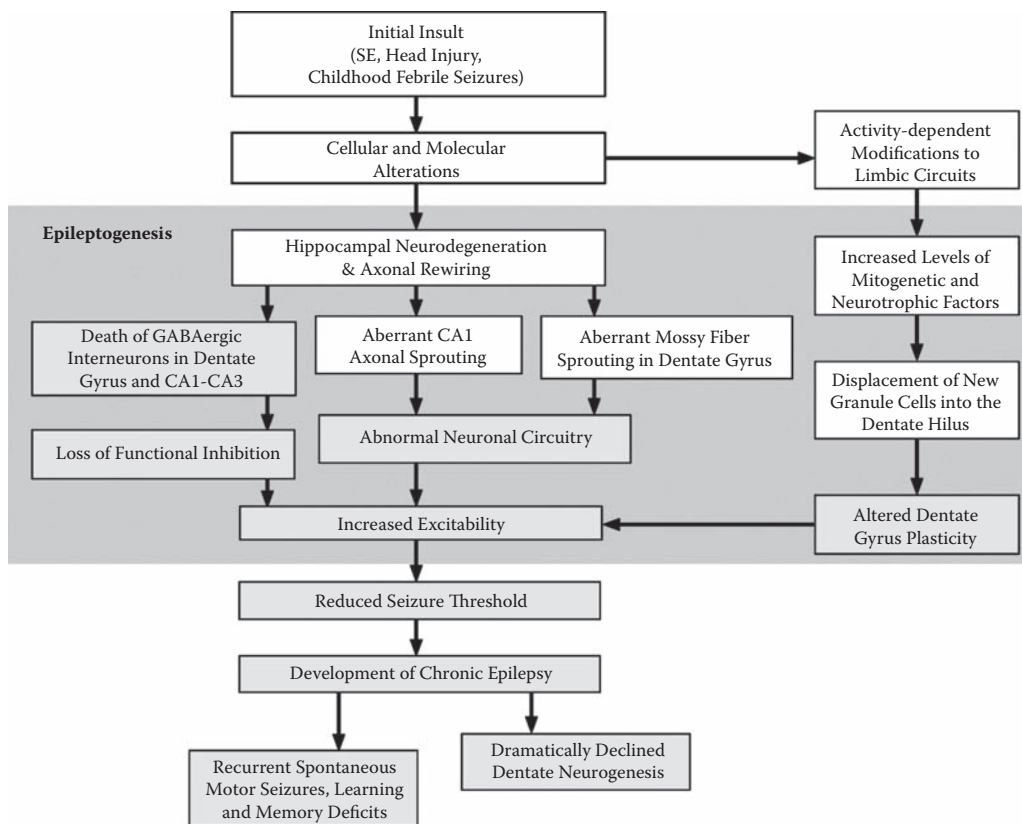 Initial Insult
(SE, Head Injury,
Childhood Febrile Seizures)
Cellular and Molecular
Alterations
Activity-dependent
Modifications to
Limbic Circuits
Epileptogenesis
Hippocampal Neurodegeneration
& Axonal Rewiring
Increased Levels of
Mitogenetic and
Neurotrophic Factors
Death of GABAergic
Interneurons in Dentate
Gyrus and CA1-CA3
Aberrant CA1
Axonal Sprouting
Aberrant Mossy Fiber
Sprouting in Dentate Gyrus
Displacement of New
Granule Cells into the
Dentate Hilus
Loss of Functional Inhibition
Abnormal Neuronal Circuitry
Increased Excitability
Altered Dentate
Gyrus Plasticity
Reduced Seizure Threshold
Development of Chronic Epilepsy
Recurrent Spontaneous
Motor Seizures, Learning
and Memory Deficits
Dramatically Declined
Dentate Neurogenesis